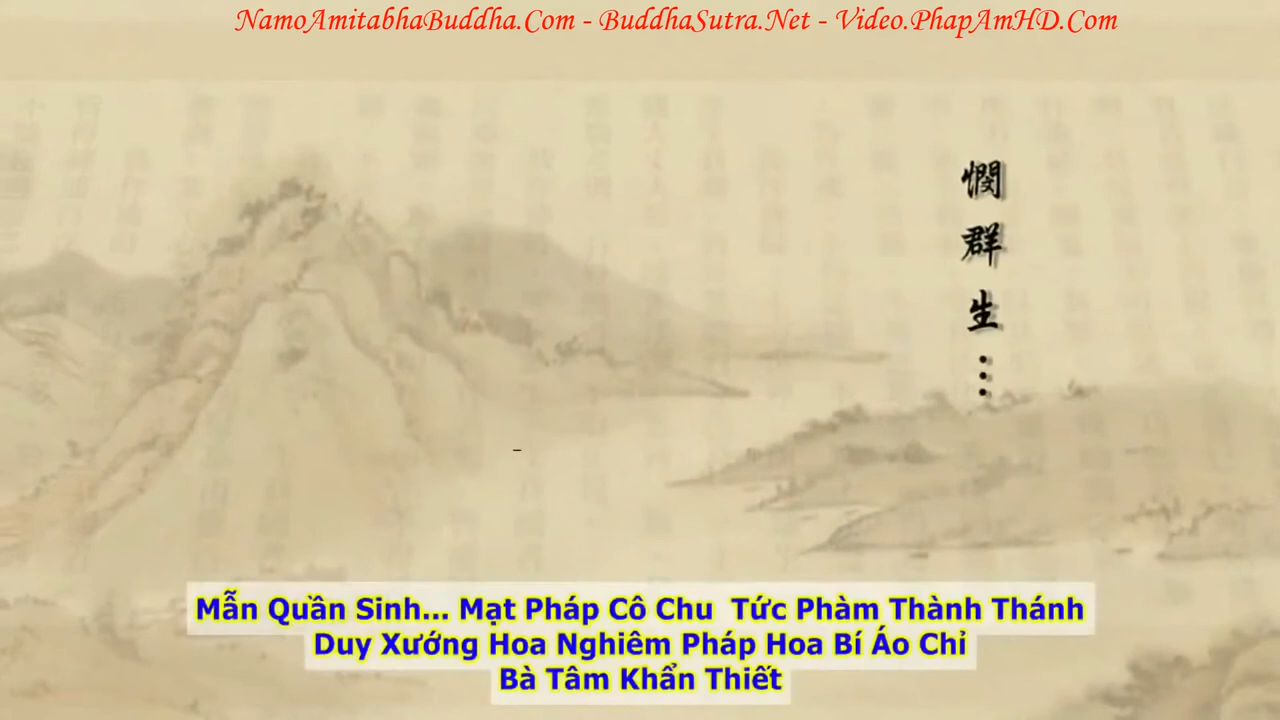 NamoAmitabhaBuddha.Com - BuddhaSutra.Net - Video.PhapAmHD.Com
憫群生…
Mẫn Quần Sinh... Mạt Pháp Cô Chu  Tức Phàm Thành Thánh
Duy Xướng Hoa Nghiêm Pháp Hoa Bí Áo Chỉ
Bà Tâm Khẩn Thiết